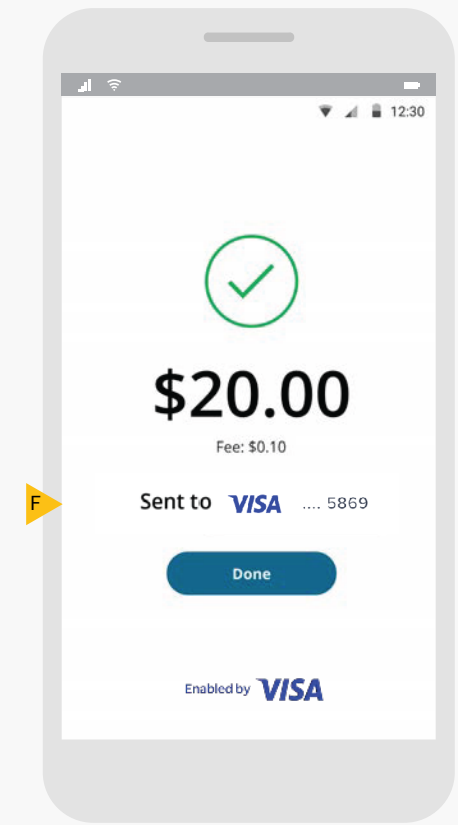 12:30
$20.00
Fee: $0.10
F
Sent to VISA .... 5869
Done
Enabled by VISA